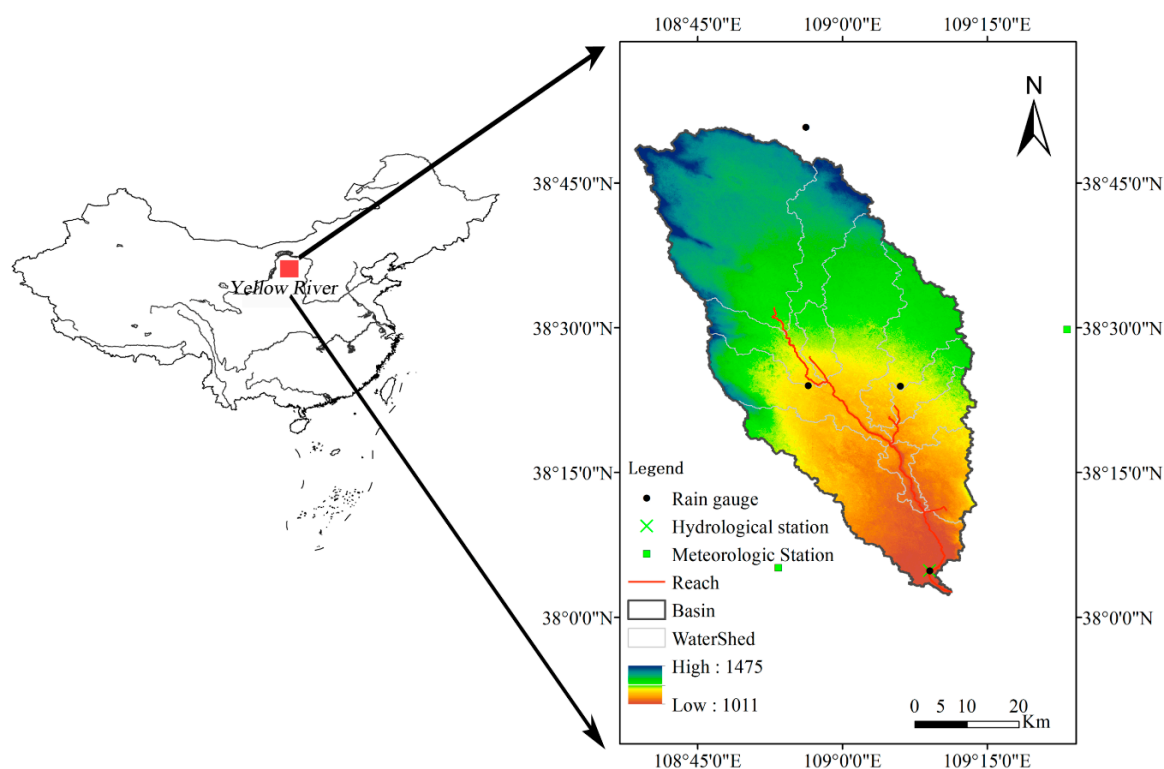 108°45'0"E 109°0'0"E 109°15'0"E
N
38°45'0"N 38°45'0"N
Yellow River
38°30'0"N 38°30'0"N
38°15'0"N 38°15'0"N
Legend
Rain gauge
Hydrological station
Meteorologic Station
Reach
Basin
38°0'0"N 38°0'0"N
WaterShed
High : 1475
Low : 1011
0 5 10 20
Km
108°45'0"E 109°0'0"E 109°15'0"E